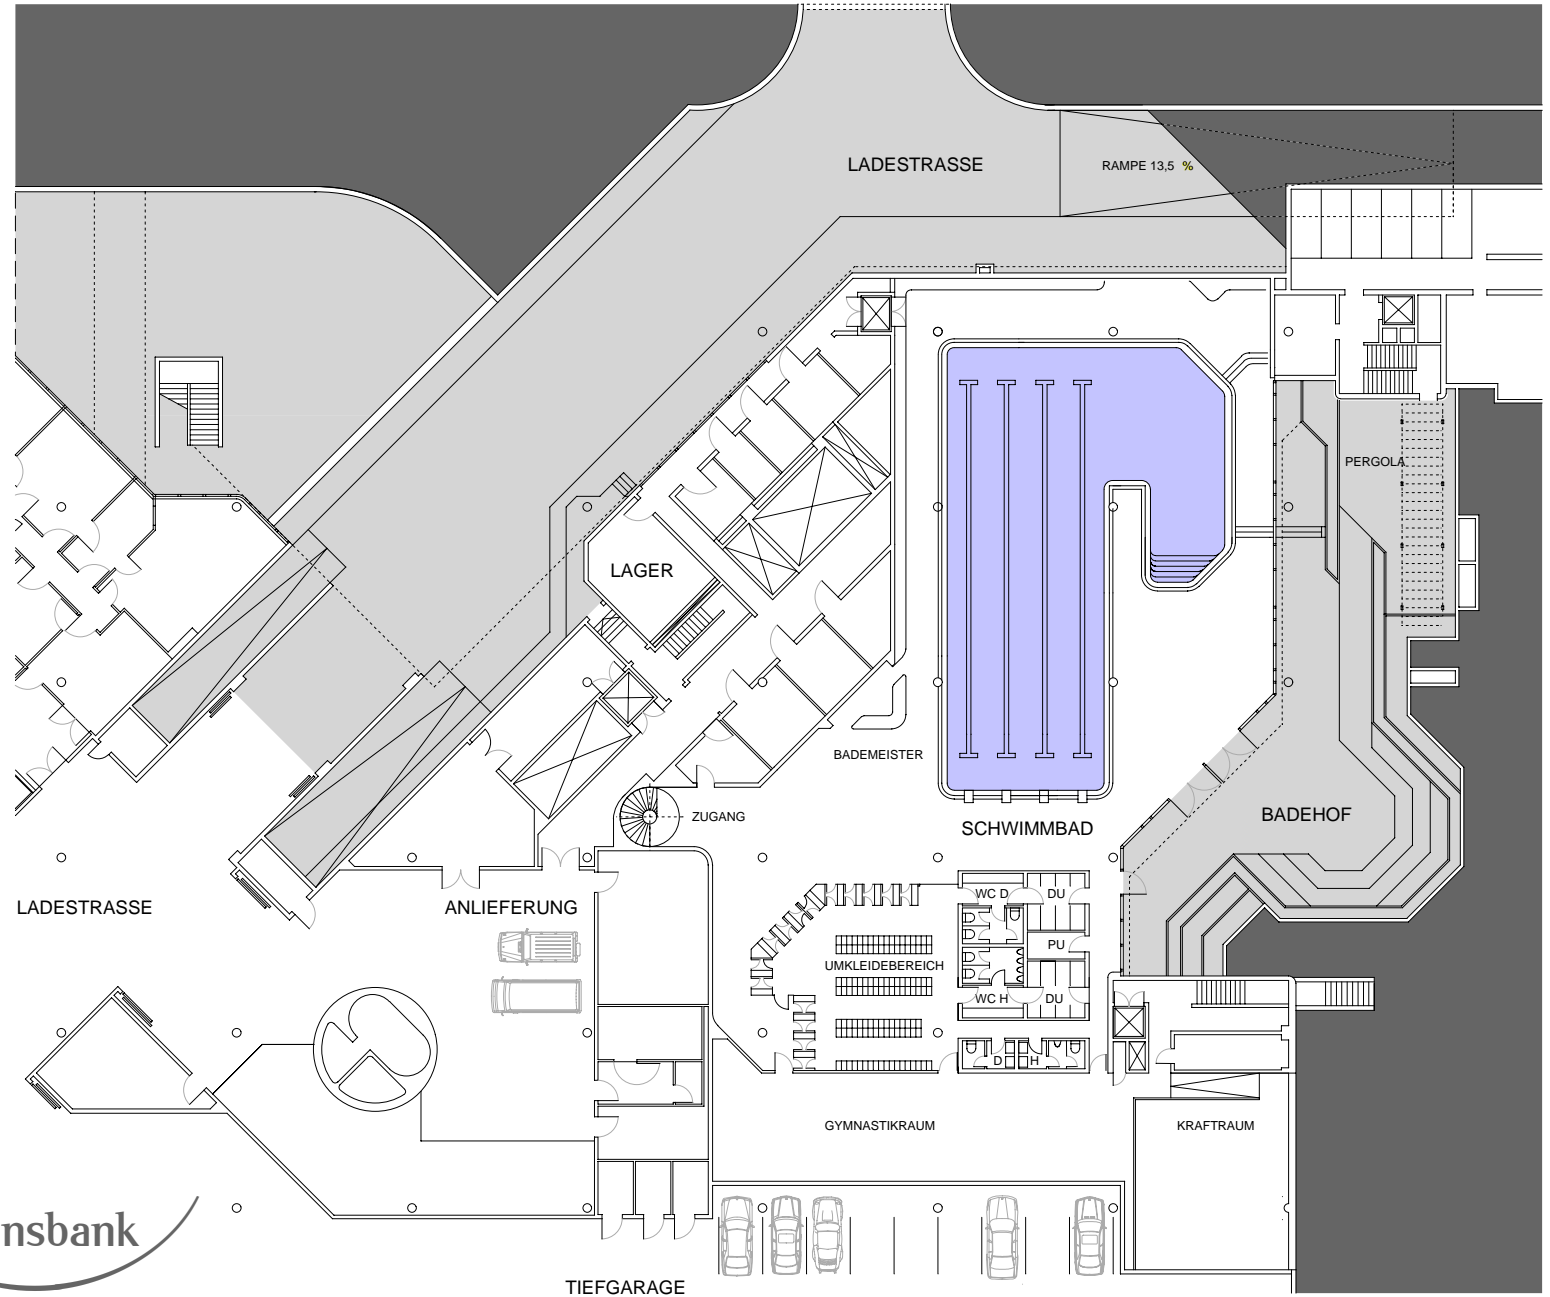 LADESTRASSE
RAMPE 13,5 %
PERGOLA
LAGER
BADEMEISTER
ZUGANG
SCHWIMMBAD
BADEHOF
LADESTRASSE
ANLIEFERUNG
WC D
DU
PU
UMKLEIDEBEREICH
WC H
DU
D
H
GYMNASTIKRAUM
KRAFTRAUM
nsbank
TIEFGARAGE